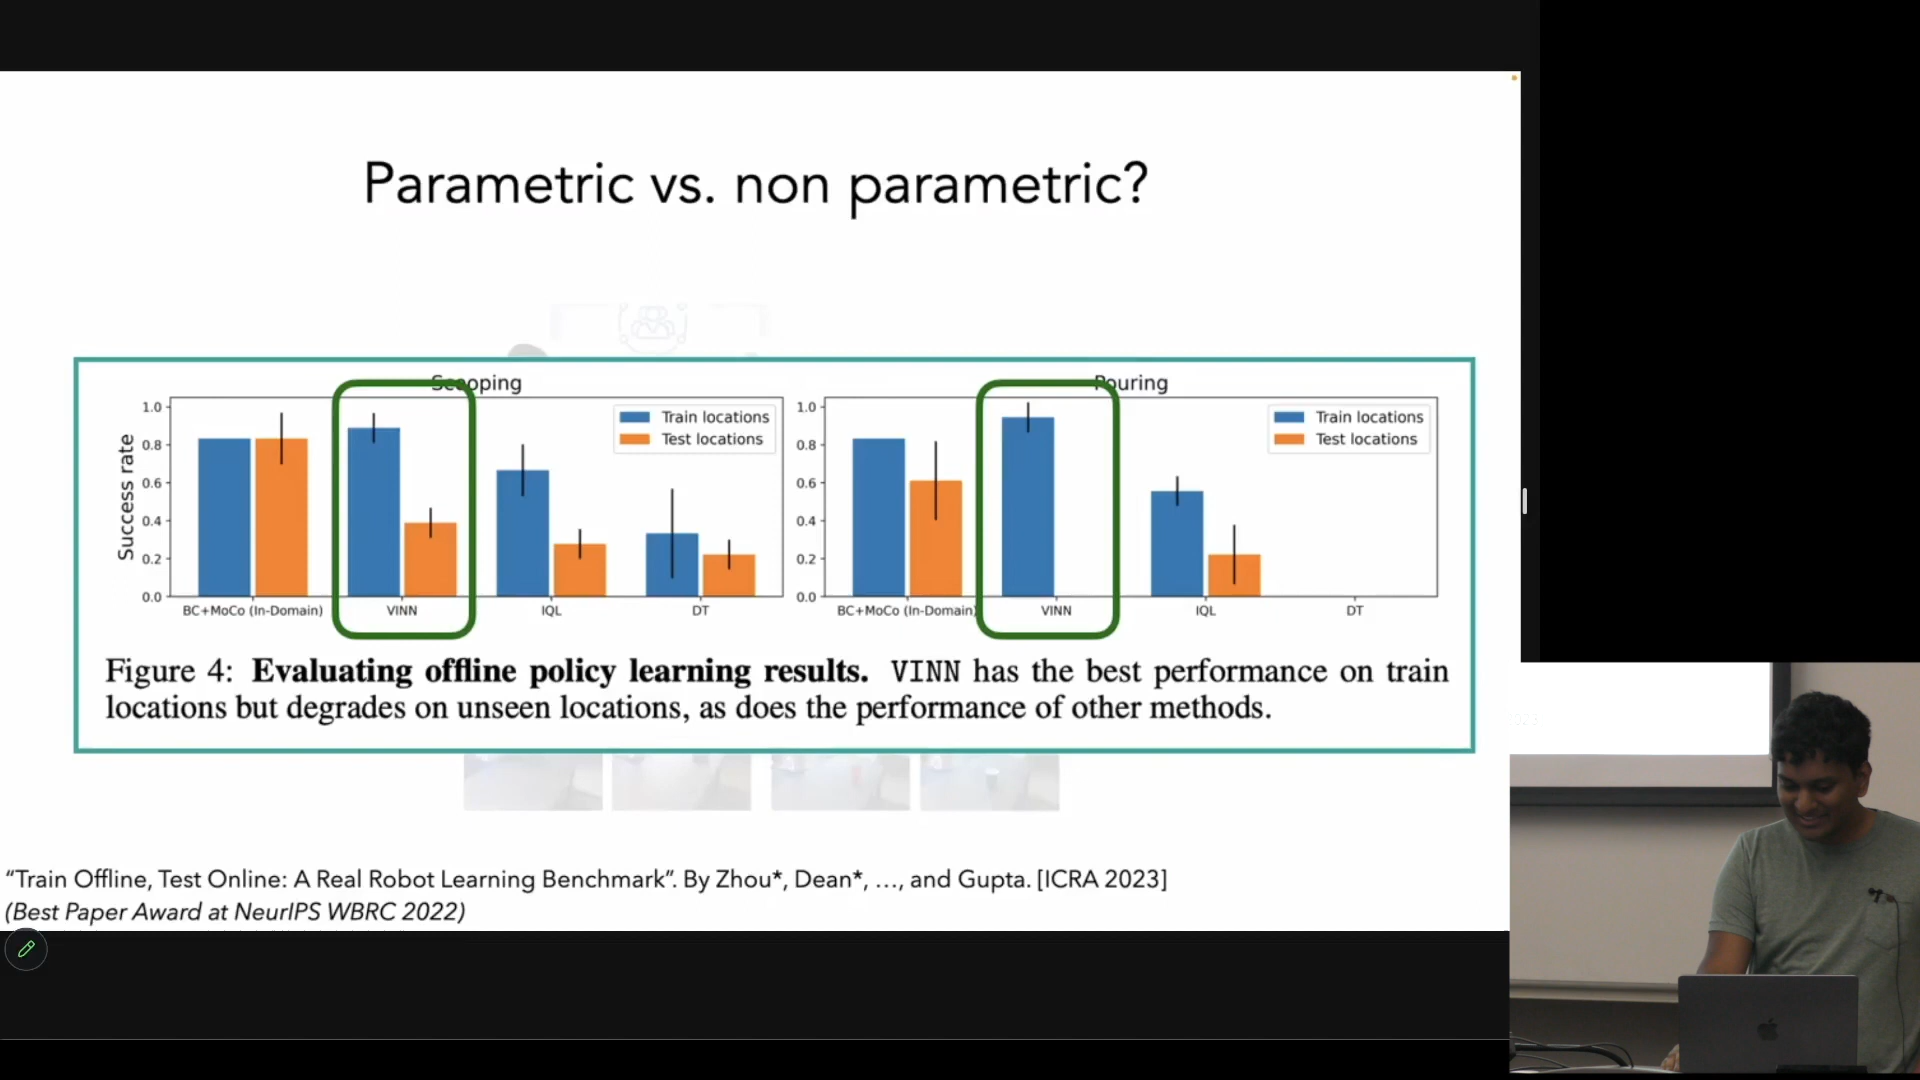 Parametric vs. non parametric?
Scooping
Pouring
Success rate
1.0
0.8
0.6
0.4
0.2
0.0
Train locations
Test locations
BC+MoCo (In-Domain)
VINN
IQL
DT
1.0
0.8
0.6
0.4
0.2
0.0
Train locations
Test locations
BC+MoCo (In-Domain)
VINN
IQL
DT
Figure 4: Evaluating offline policy learning results. VINN has the best performance on train
locations but degrades on unseen locations, as does the performance of other methods.
“Train Offline, Test Online: A Real Robot Learning Benchmark”. By Zhou*, Dean*, …, and Gupta. [ICRA 2023]
(Best Paper Award at NeurIPS WBRC 2022)